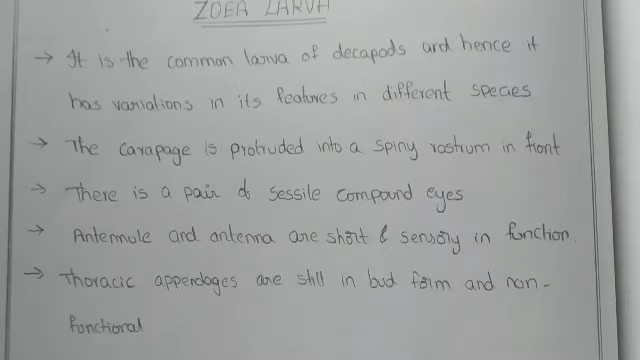 ZOEA LARVA
→ It is the common larva of decapods and hence it
has variations in its features in different species
→ The carapage is protruded into a spiny rostrum in front
→ There is a pair of sessile compound eyes
→ Antennule and antenna are short & sensory in function.
→ Thoracic appendages are still in bud form and non-
functional